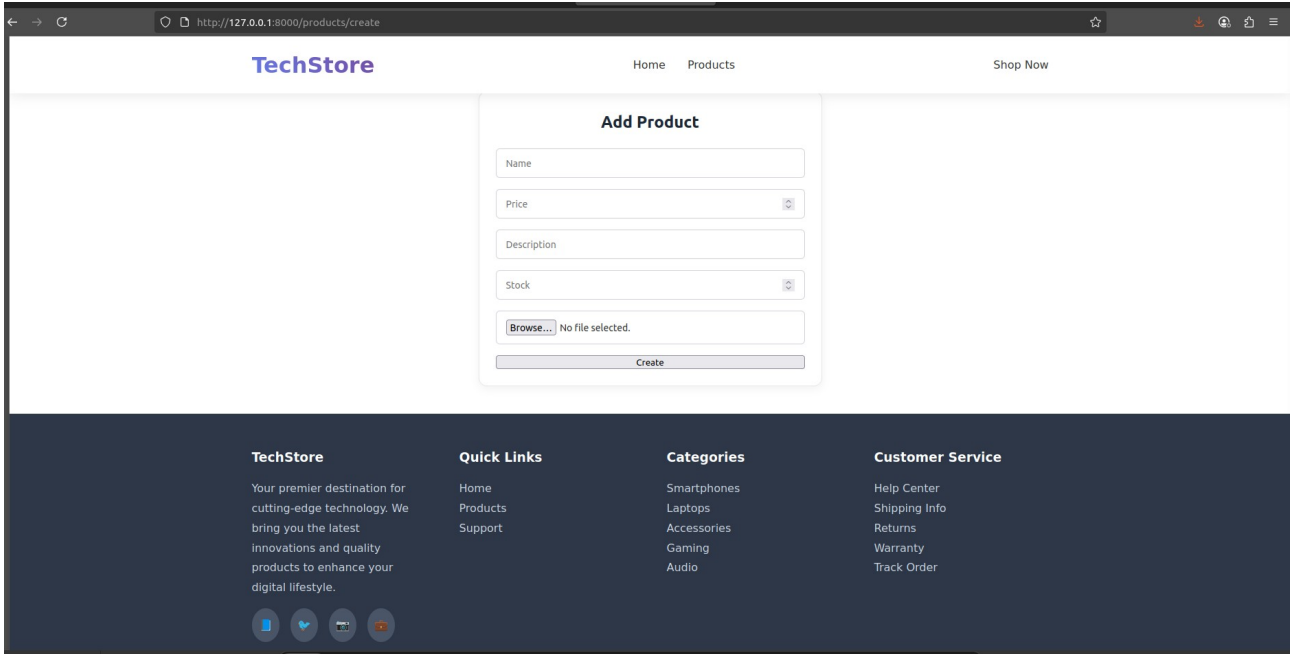 http://127.0.0.1:8000/products/create
TechStore
Home Products
Shop Now
Add Product
Name
Price
Description
Stock
Browse... No file selected.
Create
TechStore
Your premier destination for
cutting-edge technology. We
bring you the latest
innovations and quality
products to enhance your
digital lifestyle.
Quick Links
Home
Products
Support
Categories
Smartphones
Laptops
Accessories
Gaming
Audio
Customer Service
Help Center
Shipping Info
Returns
Warranty
Track Order